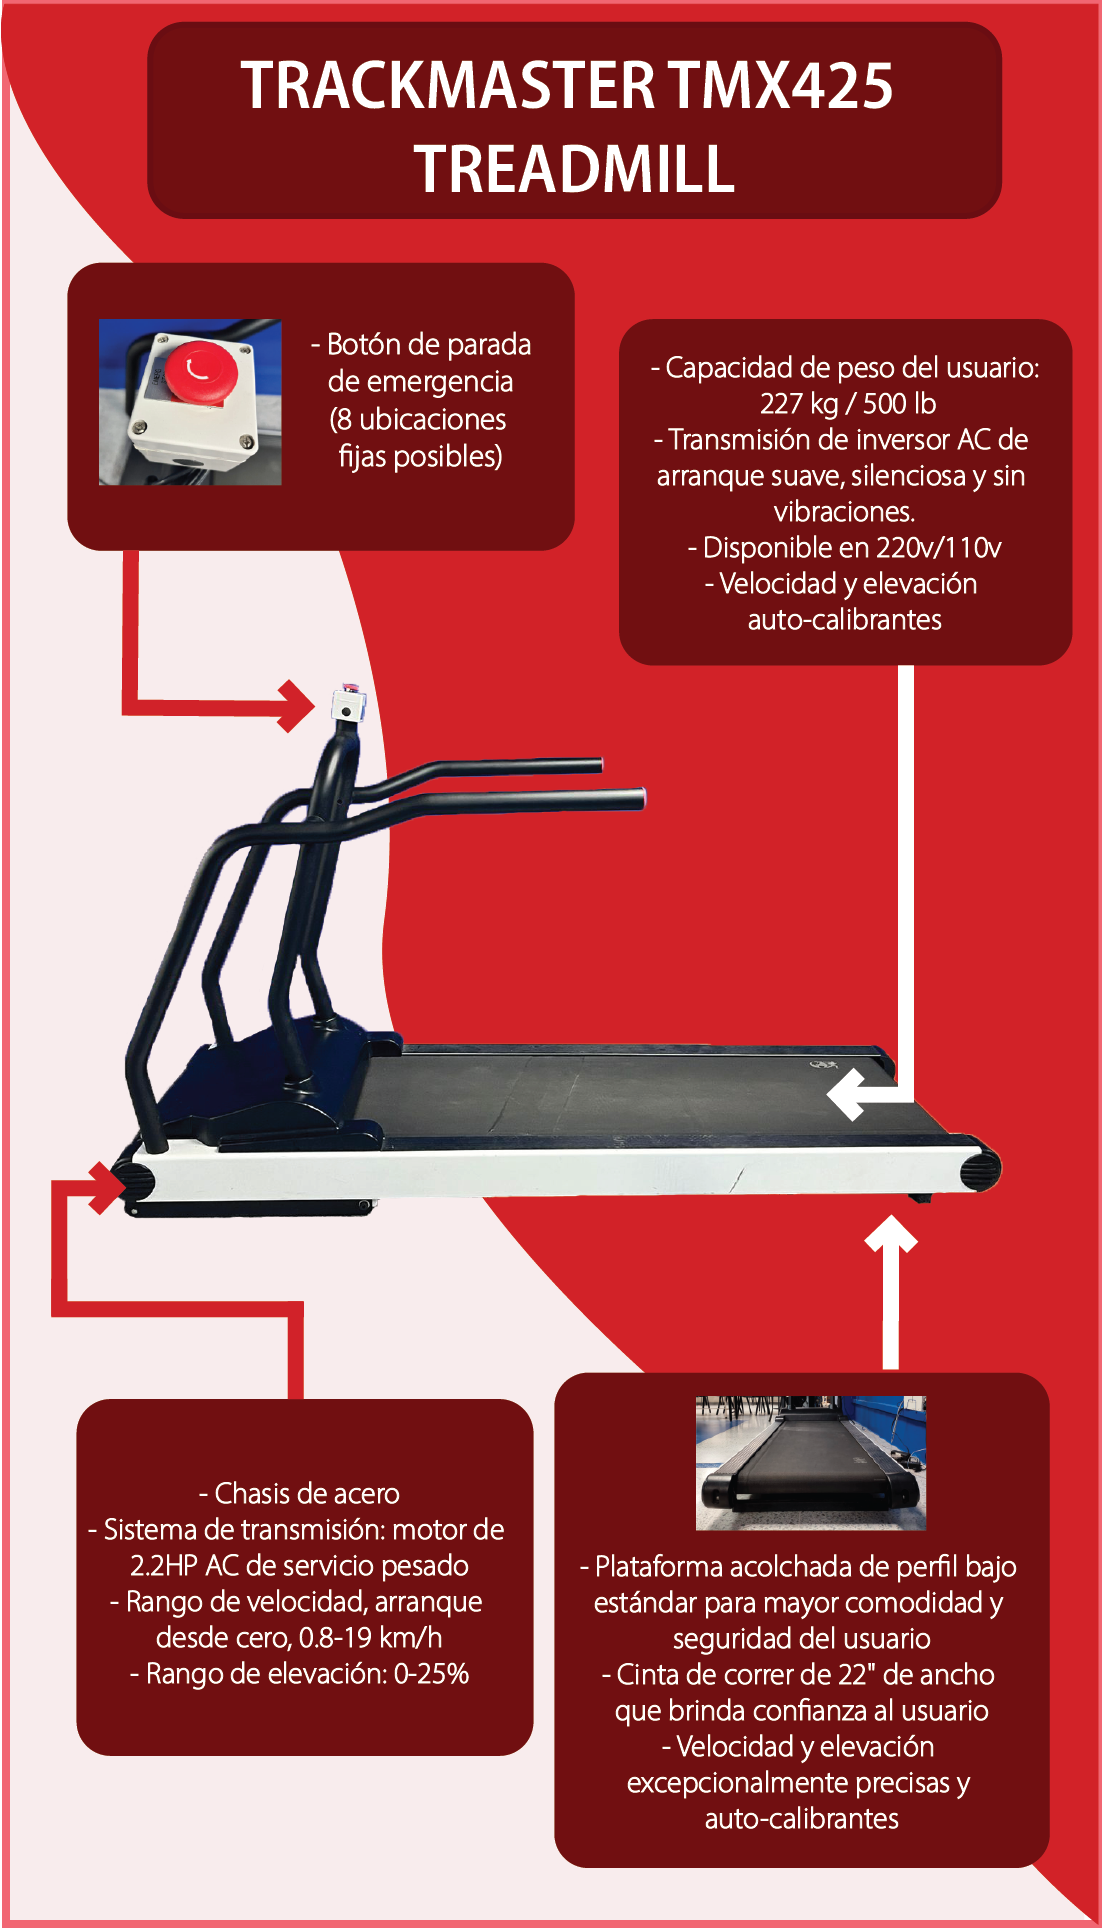 TRACKMASTER TMX425
TREADMILL
- Botón de parada
de emergencia
(8 ubicaciones
fijas posibles)
- Capacidad de peso del usuario:
227 kg / 500 lb
- Transmisión de inversor AC de
arranque suave, silenciosa y sin
vibraciones.
- Disponible en 220v/110v
- Velocidad y elevación
auto-calibrantes
- Chasis de acero
- Sistema de transmisión: motor de
2.2HP AC de servicio pesado
- Rango de velocidad, arranque
desde cero, 0.8-19 km/h
- Rango de elevación: 0-25%
- Plataforma acolchada de perfil bajo
estándar para mayor comodidad y
seguridad del usuario
- Cinta de correr de 22" de ancho
que brinda confianza al usuario
- Velocidad y elevación
excepcionalmente precisas y
auto-calibrantes